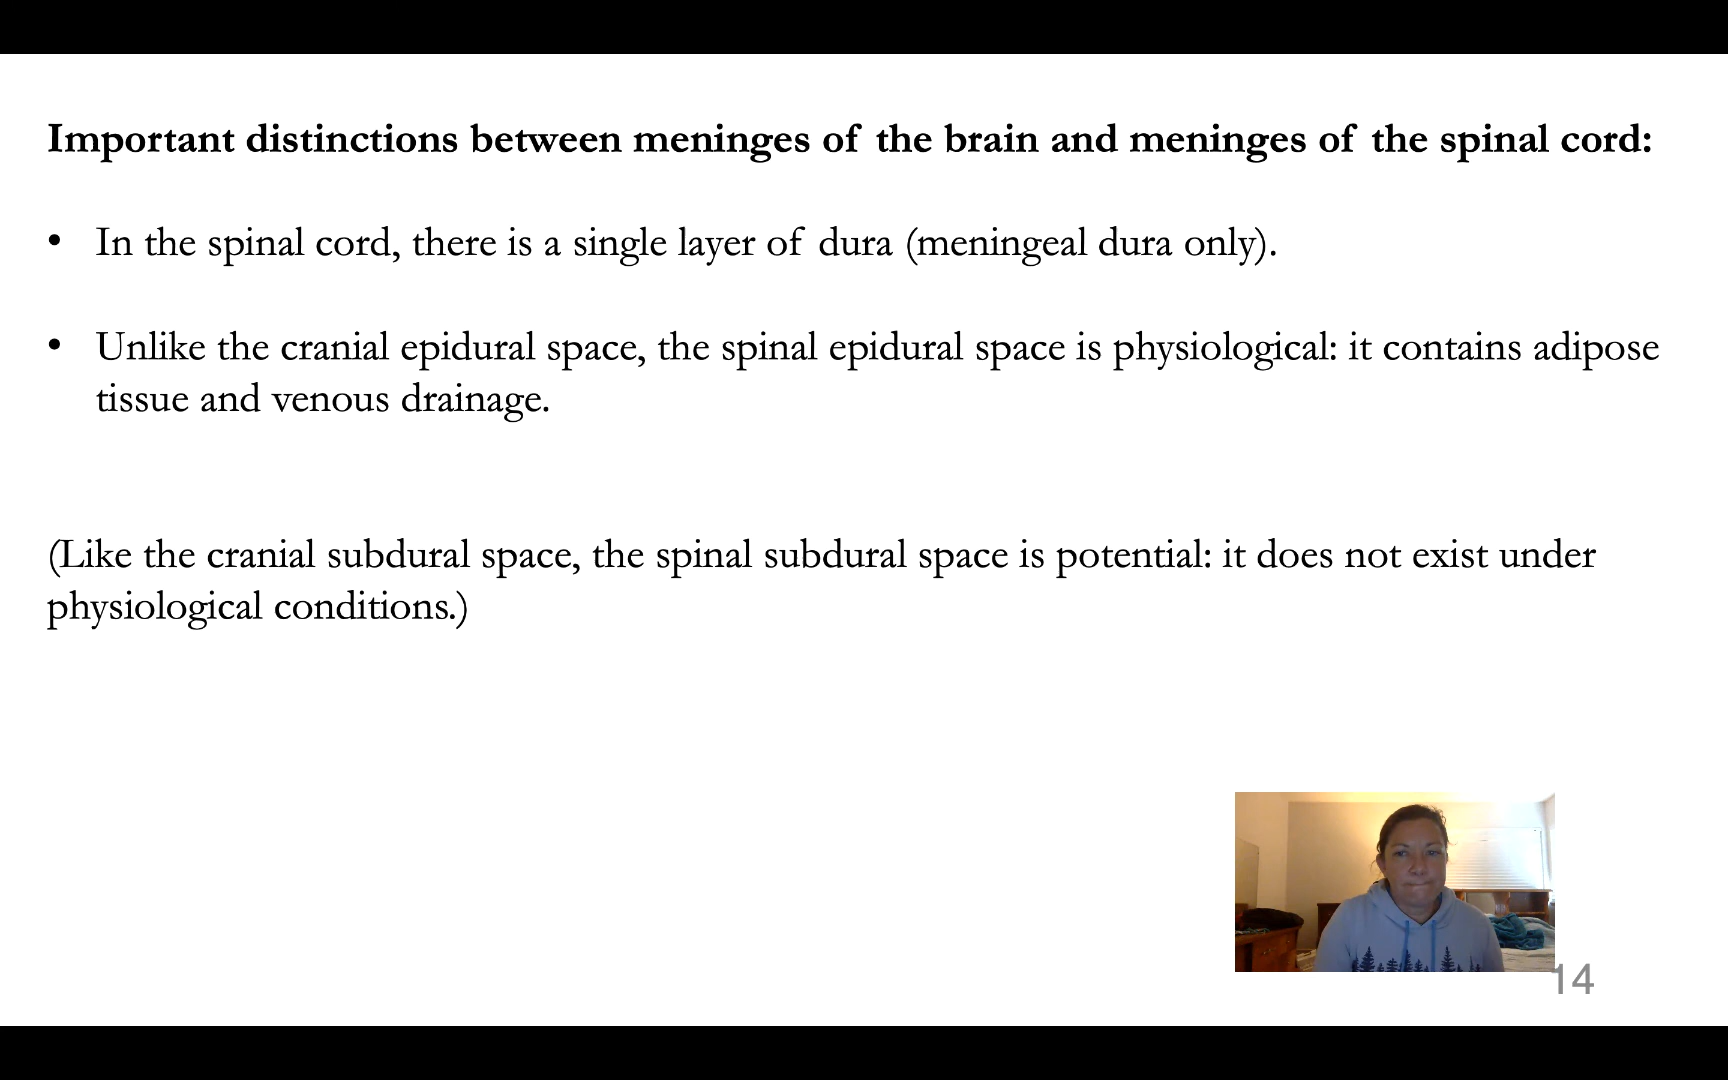 Important distinctions between meninges of the brain and meninges of the spinal cord:
• In the spinal cord, there is a single layer of dura (meningeal dura only).
• Unlike the cranial epidural space, the spinal epidural space is physiological: it contains adipose
tissue and venous drainage.
(Like the cranial subdural space, the spinal subdural space is potential: it does not exist under
physiological conditions.)
14